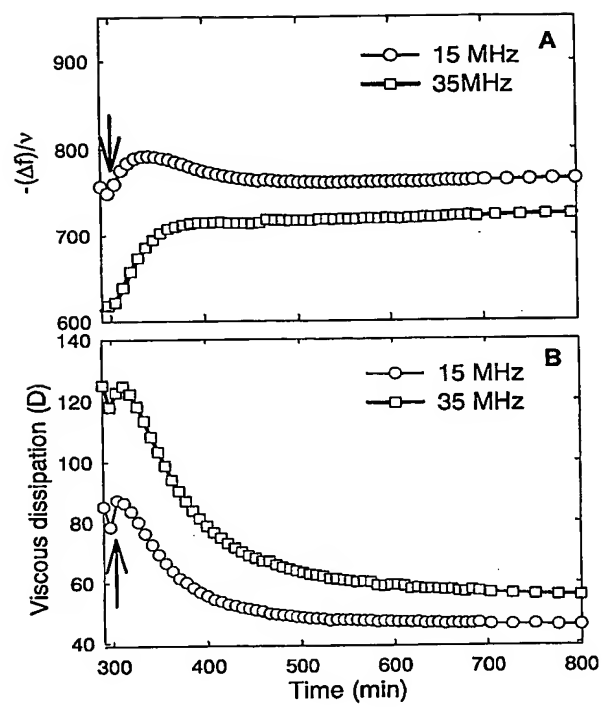 A
15 MHz
35MHz
-(Δf)/ν
900
800
700
600
B
15 MHz
35 MHz
Viscous dissipation (D)
140
120
100
80
60
40
300 400 500 600 700 800
Time (min)